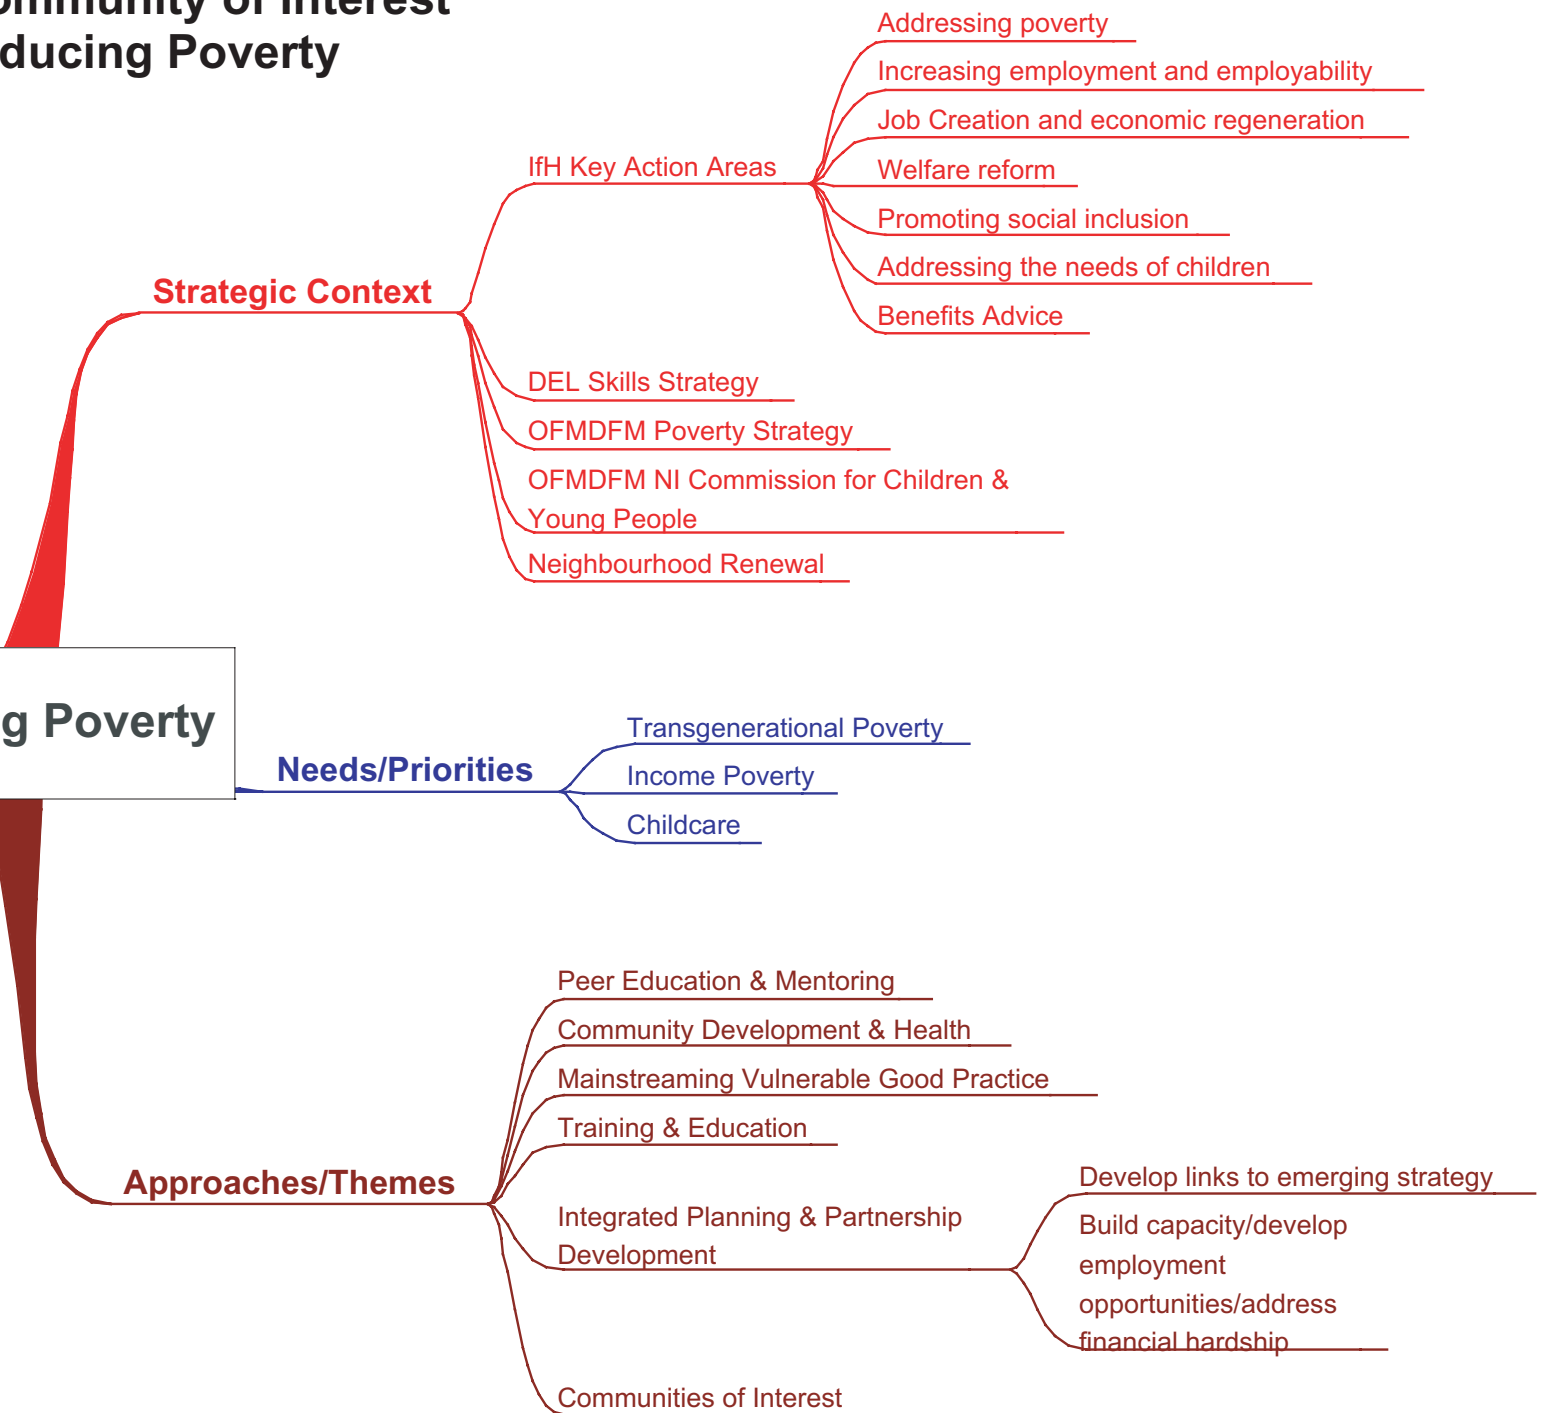 ommunity of Interest
ducing Poverty
Addressing poverty
Increasing employment and employability
Job Creation and economic regeneration
IfH Key Action Areas
Welfare reform
Promoting social inclusion
Addressing the needs of children
Benefits Advice
Strategic Context
DEL Skills Strategy
OFMDFM Poverty Strategy
OFMDFM NI Commission for Children &
Young People
Neighbourhood Renewal
g Poverty
Needs/Priorities
Transgenerational Poverty
Income Poverty
Childcare
Peer Education & Mentoring
Community Development & Health
Mainstreaming Vulnerable Good Practice
Training & Education
Approaches/Themes
Integrated Planning & Partnership
Development
Develop links to emerging strategy
Build capacity/develop
employment
opportunities/address
financial hardship
Communities of Interest